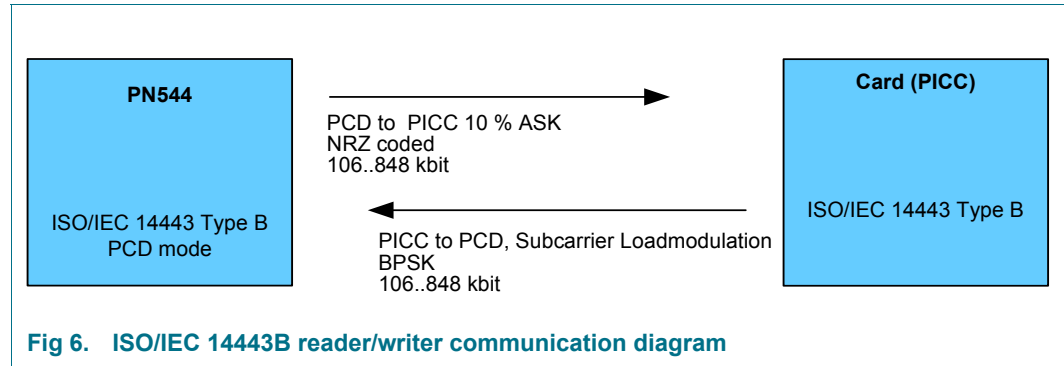 PN544
ISO/IEC 14443 Type B
PCD mode
PCD to PICC 10 % ASK
NRZ coded
106..848 kbit
PICC to PCD, Subcarrier Loadmodulation
BPSK
106..848 kbit
Card (PICC)
ISO/IEC 14443 Type B
Fig 6. ISO/IEC 14443B reader/writer communication diagram